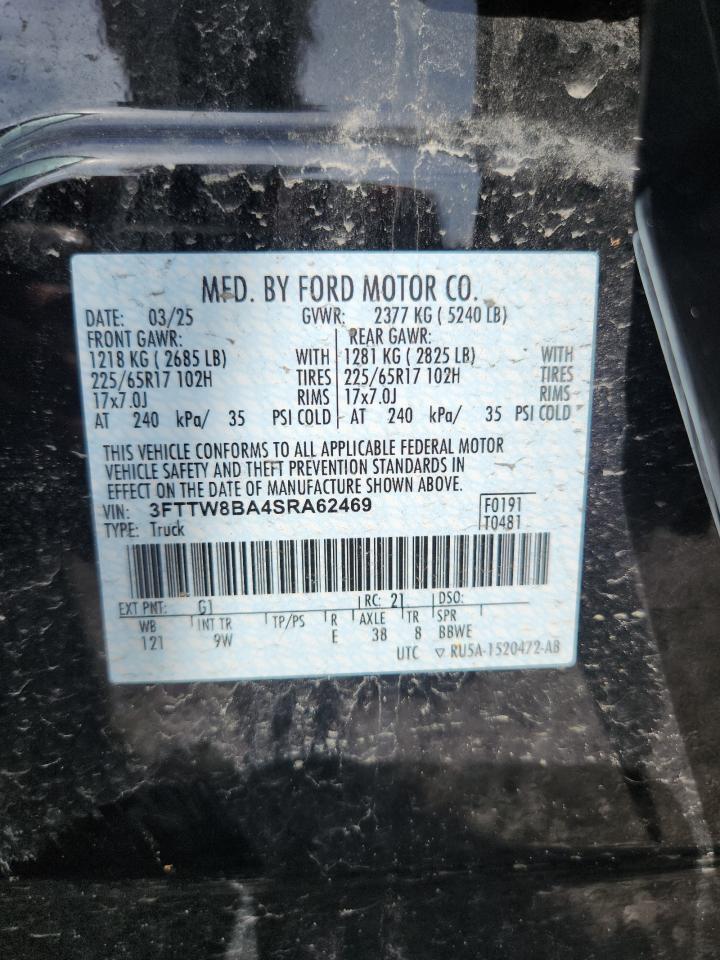 MFD. BY FORD MOTOR CO.
DATE: 03/25 GVWR: 2377 KG ( 5240 LB)
FRONT GAWR: REAR GAWR:
1218 KG ( 2685 LB) WITH 1281 KG ( 2825 LB) WITH
225/65R17 102H TIRES 225/65R17 102H TIRES
17x7.0J RIMS 17x7.0J RIMS
AT 240 kPa/ 35 PSI COLD AT 240 kPa/ 35 PSI COLD
THIS VEHICLE CONFORMS TO ALL APPLICABLE FEDERAL MOTOR
VEHICLE SAFETY AND THEFT PREVENTION STANDARDS IN
EFFECT ON THE DATE OF MANUFACTURE SHOWN ABOVE.
VIN: 3FTTW8BA4SRA62469 F0191
TYPE: Truck T0481
EXT PNT: G1 RC: 21 DSO:
WB INT TR TP/PS R AXLE TR SPR
121 9W E 38 8 BBWE
UTC ▽ RU5A-1520472-AB